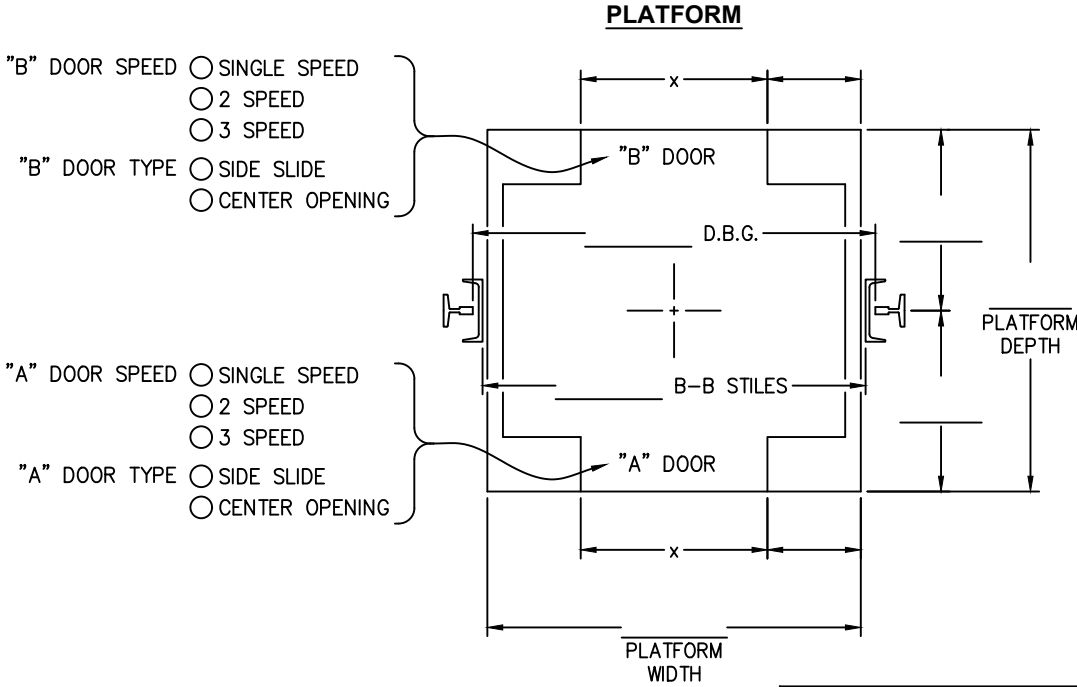 PLATFORM
"B" DOOR SPEED SINGLE SPEED
2 SPEED
3 SPEED
"B" DOOR TYPE SIDE SLIDE
CENTER OPENING
X
"B" DOOR
D.B.G.
PLATFORM
DEPTH
"A" DOOR SPEED SINGLE SPEED
2 SPEED
3 SPEED
"A" DOOR TYPE SIDE SLIDE
CENTER OPENING
B-B STILES
"A" DOOR
X
PLATFORM
WIDTH